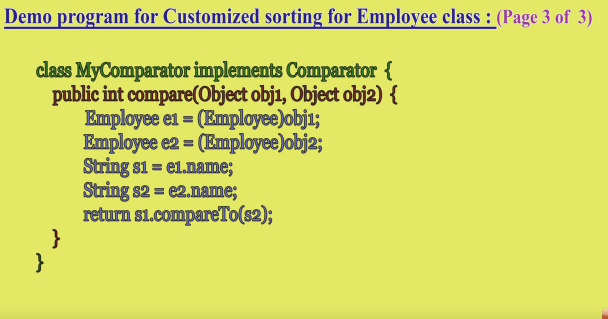 Demo program for Customized sorting for Employee class : (Page 3 of 3)
class MyComparator implements Comparator {
public int compare(Object obj1, Object obj2) {
Employee e1 = (Employee)obj1;
Employee e2 = (Employee)obj2;
String s1 = e1.name;
String s2 = e2.name;
return s1.compareTo(s2);
}
}